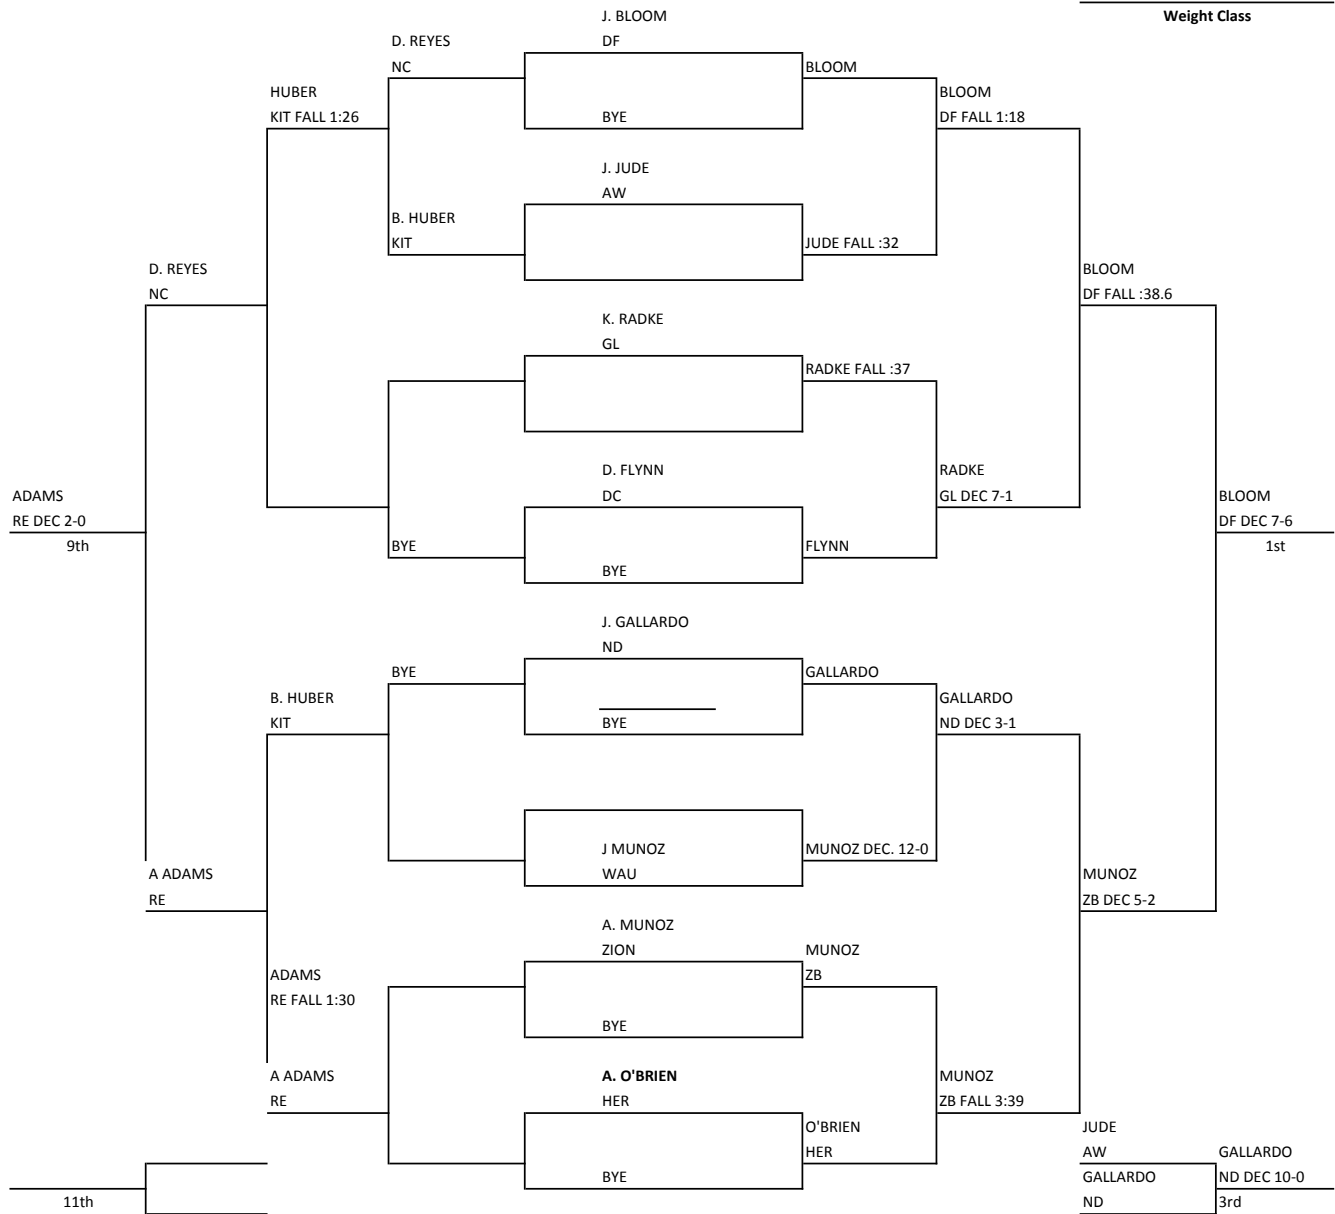 Weight Class
J. BLOOM
DF
D. REYES
NC
BLOOM
HUBER
KIT FALL 1:26
BYE
BLOOM
DF FALL 1:18
J. JUDE
AW
B. HUBER
KIT
JUDE FALL :32
D. REYES
NC
BLOOM
DF FALL :38.6
K. RADKE
GL
RADKE FALL :37
D. FLYNN
DC
RADKE
GL DEC 7-1
ADAMS
RE DEC 2-0
9th
BLOOM
DF DEC 7-6
1st
BYE
FLYNN
BYE
J. GALLARDO
ND
BYE
GALLARDO
B. HUBER
KIT
BYE
GALLARDO
ND DEC 3-1
J MUNOZ
WAU
MUNOZ DEC. 12-0
A ADAMS
RE
MUNOZ
ZB DEC 5-2
A. MUNOZ
ZION
MUNOZ
ZB
ADAMS
RE FALL 1:30
BYE
A ADAMS
RE
A. O'BRIEN
HER
MUNOZ
ZB FALL 3:39
O'BRIEN
HER
BYE
JUDE
AW
GALLARDO
ND
GALLARDO
ND DEC 10-0
3rd
11th